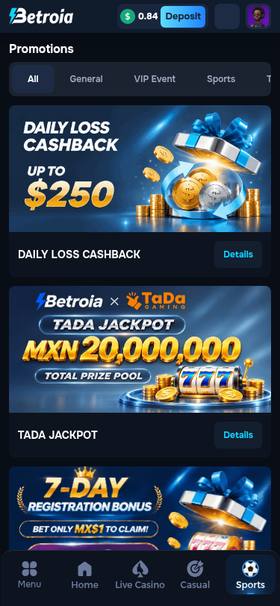 Betroia
$ 0.84 Deposit
Promotions
All General VIP Event Sports T
DAILY LOSS
CASHBACK
UP TO
$250
DAILY LOSS CASHBACK Details
Betroia × TaDa
GAMING
TADA JACKPOT
MXN 20,000,000
TOTAL PRIZE POOL
777
TADA JACKPOT Details
7-DAY
REGISTRATION BONUS
BET ONLY MX$1 TO CLAIM!
Menu Home Live Casino Casual Sports